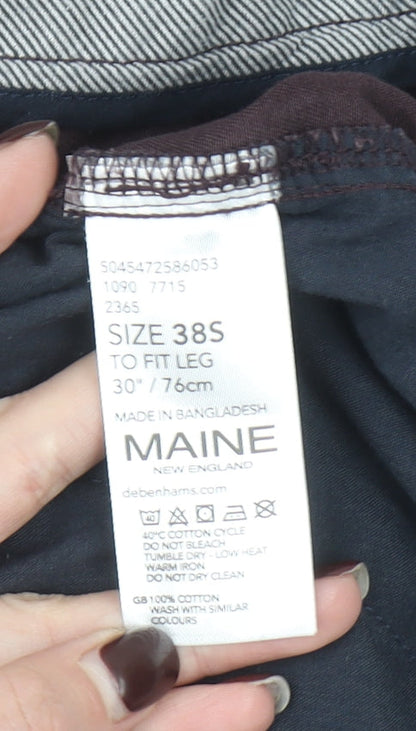 5045472586053
1090 7715
2365
SIZE 38S
TO FIT LEG
30" / 76cm
MADE IN BANGLADESH
MAINE
NEW ENGLAND
debenhams.com
40
40°C COTTON CYCLE
DO NOT BLEACH
TUMBLE DRY - LOW HEAT
WARM IRON
DO NOT DRY CLEAN
GB 100% COTTON
WASH WITH SIMILAR
COLOURS